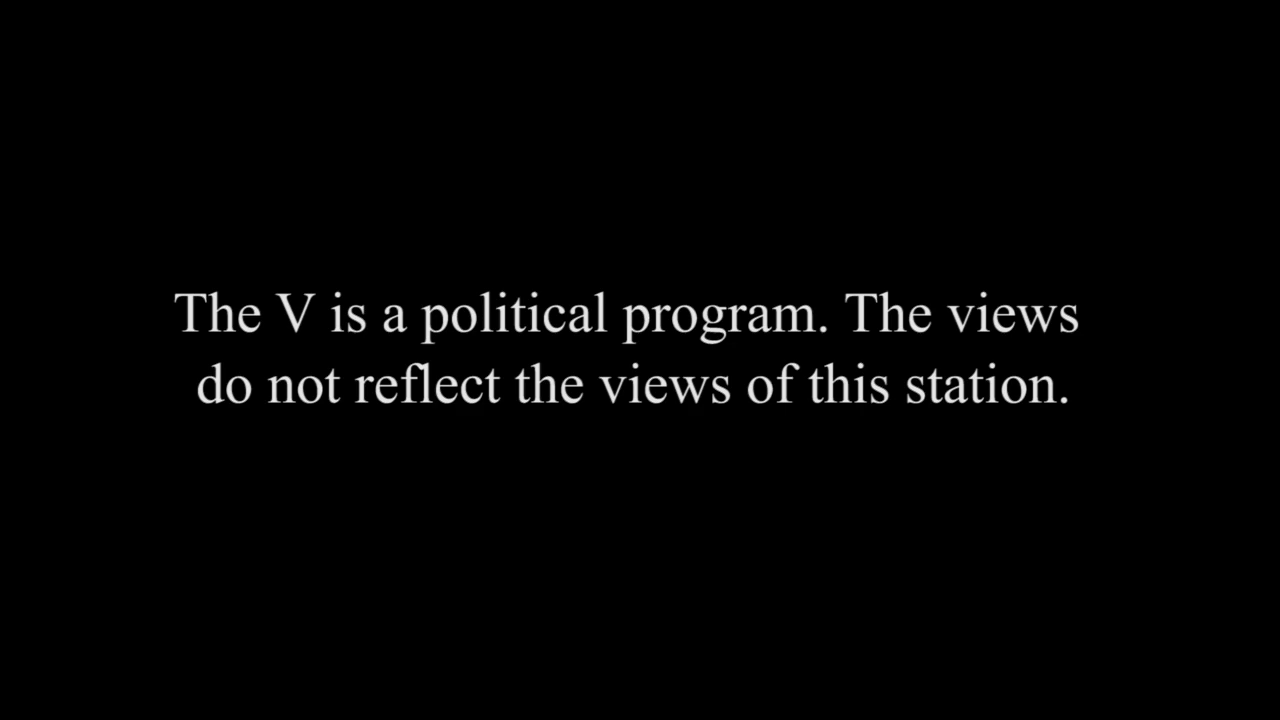 The V is a political program. The views
do not reflect the views of this station.